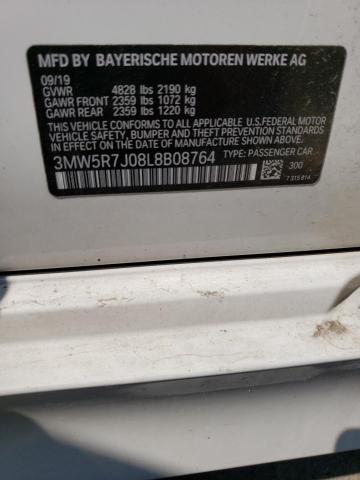 MFD BY BAYERISCHE MOTOREN WERKE AG
09/19
GVWR 4828 lbs 2190 kg
GAWR FRONT 2359 lbs 1072 kg
GAWR REAR 2359 lbs 1220 kg
THIS VEHICLE CONFORMS TO ALL
APPLICABLE U.S. FEDERAL MOTOR
VEHICLE SAFETY, BUMPER, AND THEFT
PREVENTION STANDARDS IN EFFECT ON THE
DATE OF MANUFACTURE SHOWN ABOVE.
3MW5R7J08L8B08764
TYPE: PASSENGER CAR
300
7 315 814